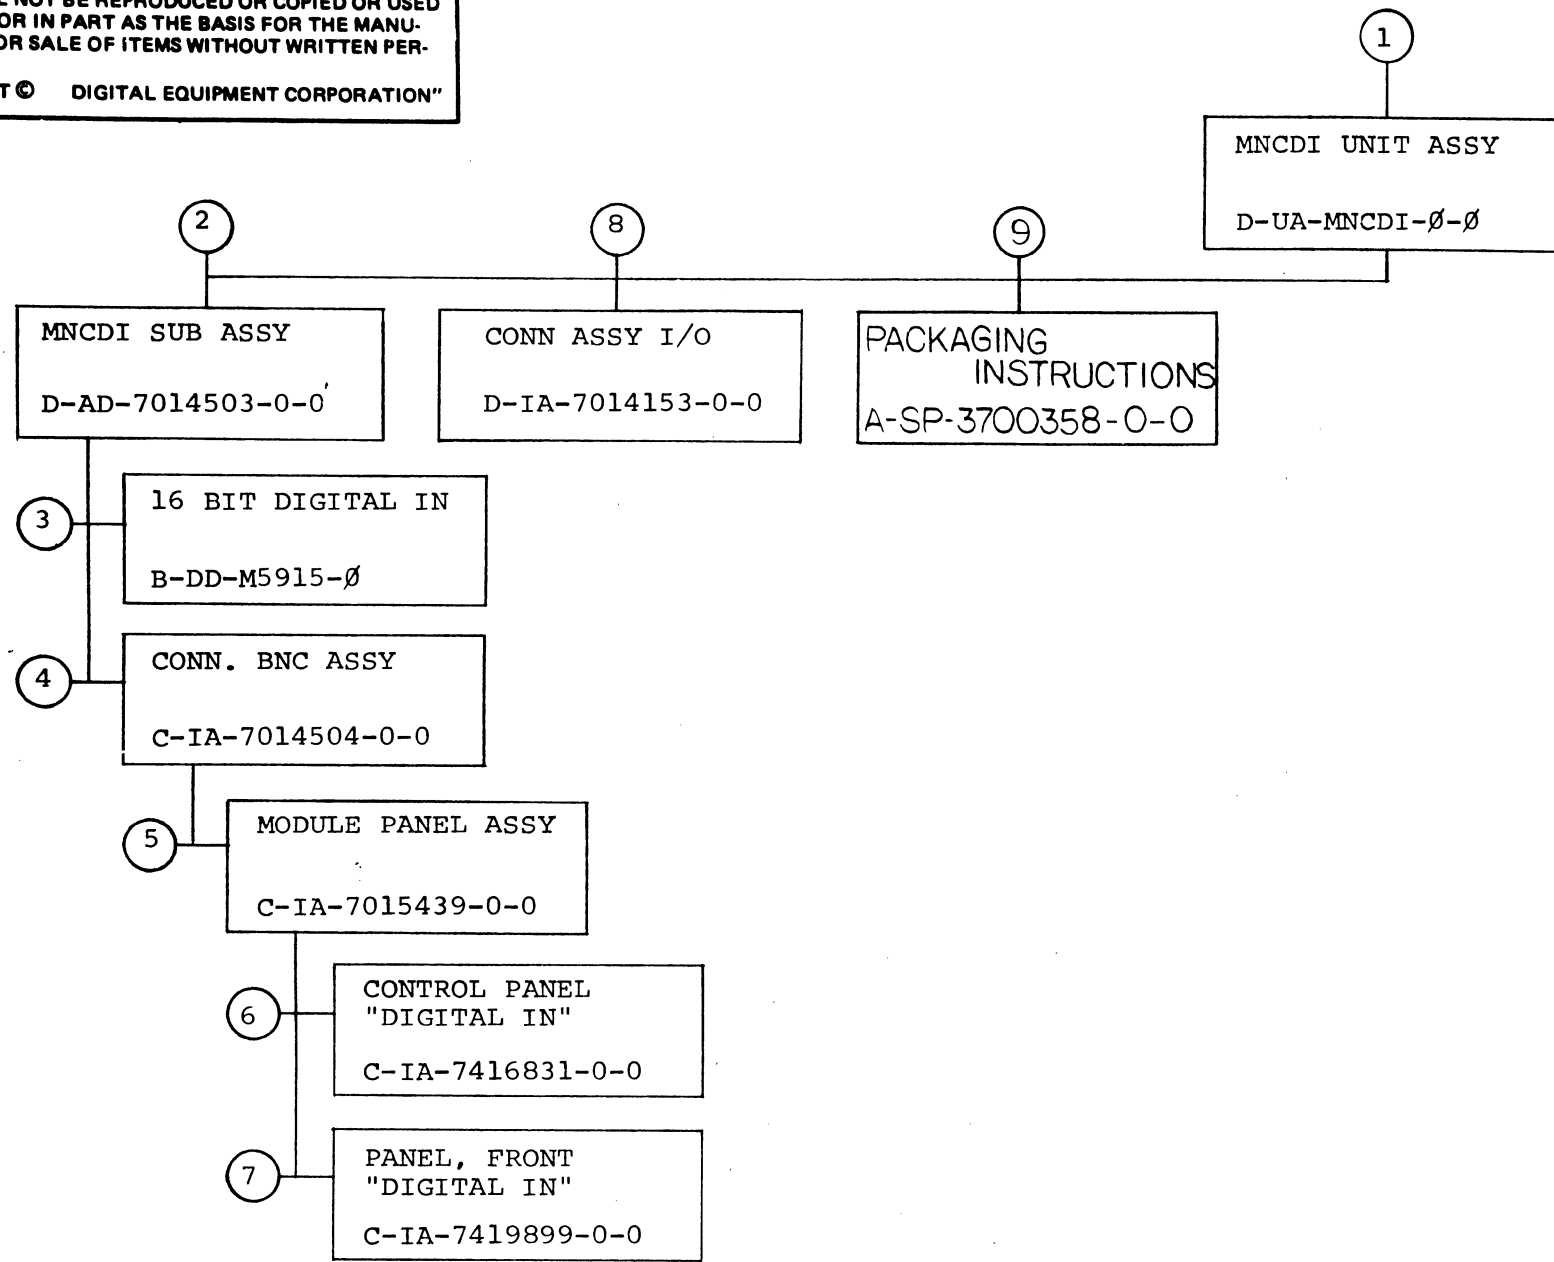 NOT BE REPRODUCED OR COPIED OR USED
OR IN PART AS THE BASIS FOR THE MANU-
OR SALE OF ITEMS WITHOUT WRITTEN PER-
T © DIGITAL EQUIPMENT CORPORATION"
1
MNCDI UNIT ASSY
D-UA-MNCDI-Ø-Ø
2
MNCDI SUB ASSY
D-AD-7014503-0-0
8
CONN ASSY I/O
D-IA-7014153-0-0
9
PACKAGING
INSTRUCTIONS
A-SP-3700358-0-0
3
16 BIT DIGITAL IN
B-DD-M5915-Ø
4
CONN. BNC ASSY
C-IA-7014504-0-0
5
MODULE PANEL ASSY
C-IA-7015439-0-0
6
CONTROL PANEL
"DIGITAL IN"
C-IA-7416831-0-0
7
PANEL, FRONT
"DIGITAL IN"
C-IA-7419899-0-0